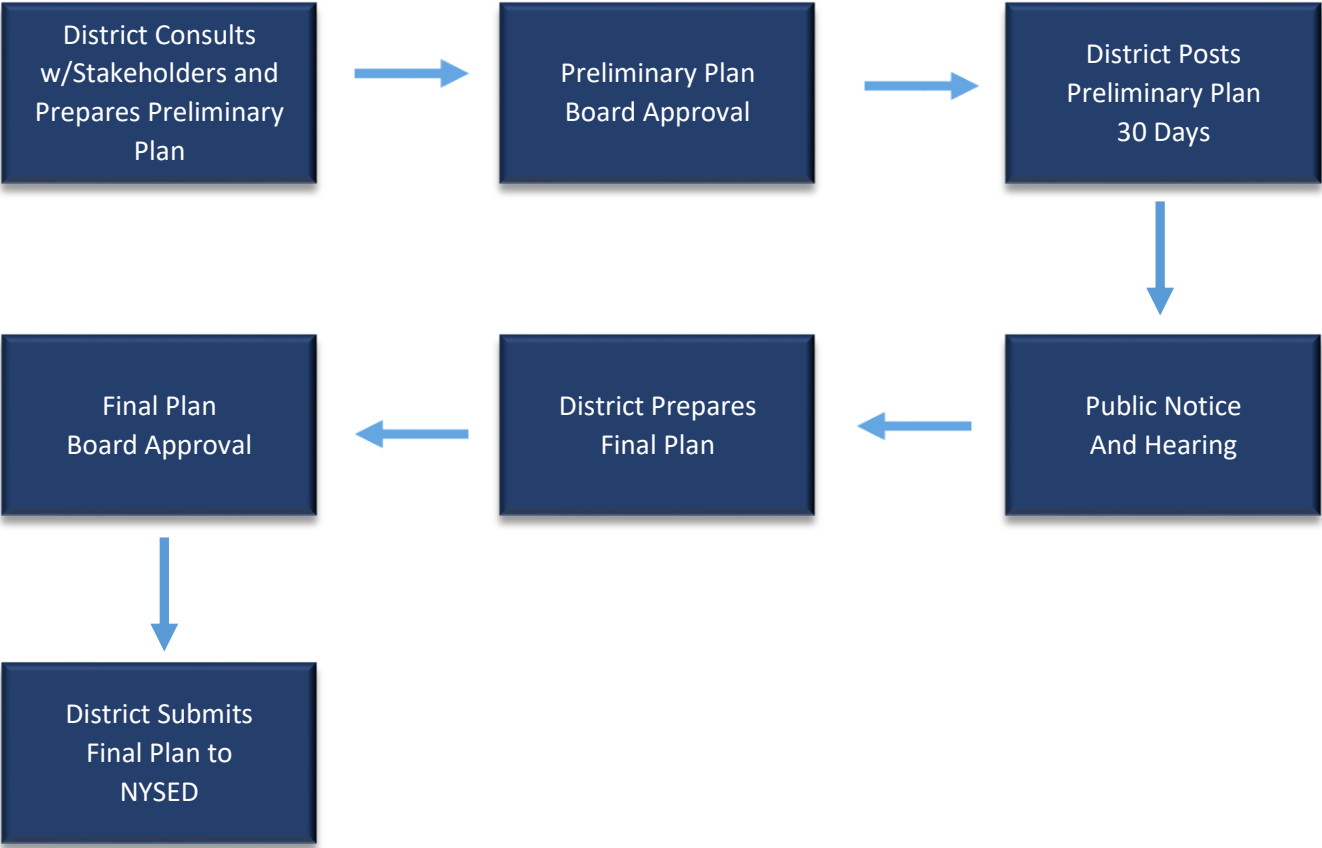 District Consults
w/Stakeholders and
Prepares Preliminary
Plan
Preliminary Plan
Board Approval
District Posts
Preliminary Plan
30 Days
Public Notice
And Hearing
District Prepares
Final Plan
Final Plan
Board Approval
District Submits
Final Plan to
NYSED